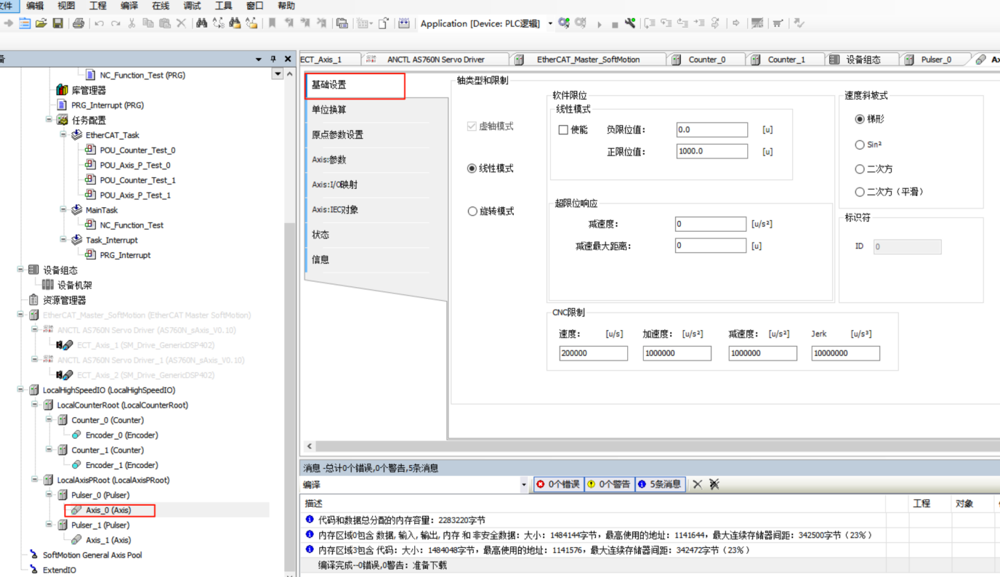 文件 编辑 视图 工程 编译 在线 调试 工具 窗口 帮助
Application [Device: PLC逻辑]
NC_Function_Test (PRG)
库管理器
PRG_Interrupt (PRG)
任务配置
EtherCAT_Task
POU_Counter_Test_0
POU_Axis_P_Test_0
POU_Counter_Test_1
POU_Axis_P_Test_1
MainTask
NC_Function_Test
Task_Interrupt
PRG_Interrupt
设备组态
设备机架
资源管理器
EtherCAT_Master_SoftMotion (EtherCAT Master SoftMotion)
ANCTL AS760N Servo Driver (AS760N_sAxis_V0.10)
ECT_Axis_1 (SM_Drive_GenericDSP402)
ANCTL AS760N Servo Driver_1 (AS760N_sAxis_V0.10)
ECT_Axis_2 (SM_Drive_GenericDSP402)
LocalHighSpeedIO (LocalHighSpeedIO)
LocalCounterRoot (LocalCounterRoot)
Counter_0 (Counter)
Encoder_0 (Encoder)
Counter_1 (Counter)
Encoder_1 (Encoder)
LocalAxisPRoot (LocalAxisPRoot)
Pulser_0 (Pulser)
Axis_0 (Axis)
Pulser_1 (Pulser)
Axis_1 (Axis)
SoftMotion General Axis Pool
ExtendIO
ECT_Axis_1 ANCTL AS760N Servo Driver EtherCAT_Master_SoftMotion Counter_0 Counter_1 设备组态 Pulser_0
基础设置
单位换算
原点参数设置
Axis:参数
Axis:I/O映射
Axis:IEC对象
状态
信息
轴类型和限制
虚轴模式
线性模式
旋转模式
软件限位
线性模式
使能 负限位值: 0.0 [u]
正限位值: 1000.0 [u]
超限位响应
减速度: 0 [u/s²]
减速最大距离: 0 [u]
速度斜坡式
梯形
Sin²
二次方
二次方 (平滑)
标识符
ID 0
CNC限制
速度: [u/s] 加速度: [u/s²] 减速度: [u/s²] Jerk [u/s³]
200000 1000000 1000000 10000000
消息 -总计0个错误,0个警告,5条消息
编译 0个错误 0个警告 5条消息
描述 工程 对象
代码和数据总分配的内存容量: 2283220字节
内存区域0包含 数据, 输入, 输出, 内存 和 非安全数据: 大小: 1484144字节, 最高使用的地址: 1141644, 最大连续存储器间距: 342500字节 (23%)
内存区域3包含 代码: 大小: 1484048字节, 最高使用的地址: 1141576, 最大连续存储器间距: 342472字节 (23%)
编译完成--0错误,0警告: 准备下载